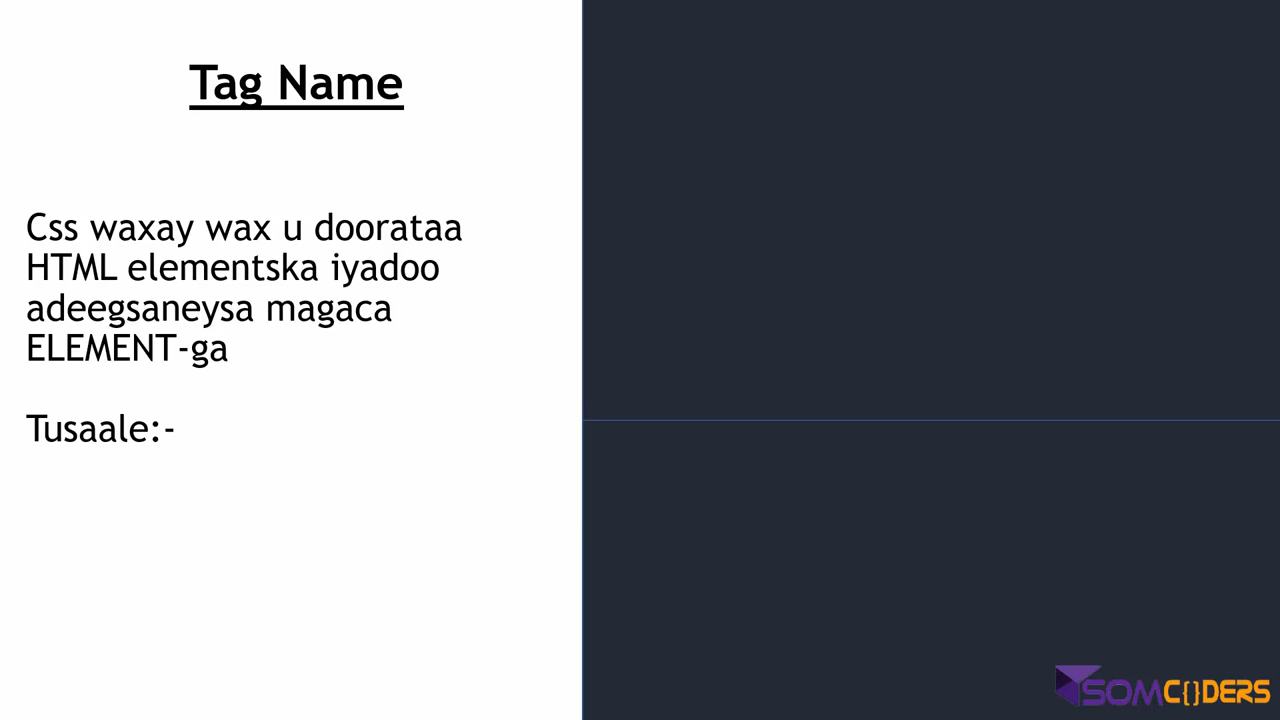 Tag Name
Css waxay wax u doorataa
HTML elementska iyadoo
adeegsaneysa magaca
ELEMENT-ga
Tusaale:-
SOMC{}DERS